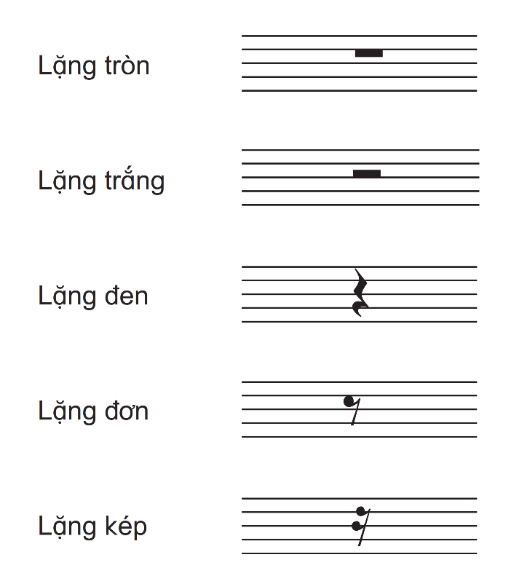 Lặng tròn
Lặng trắng
Lặng đen
Lặng đơn
Lặng kép